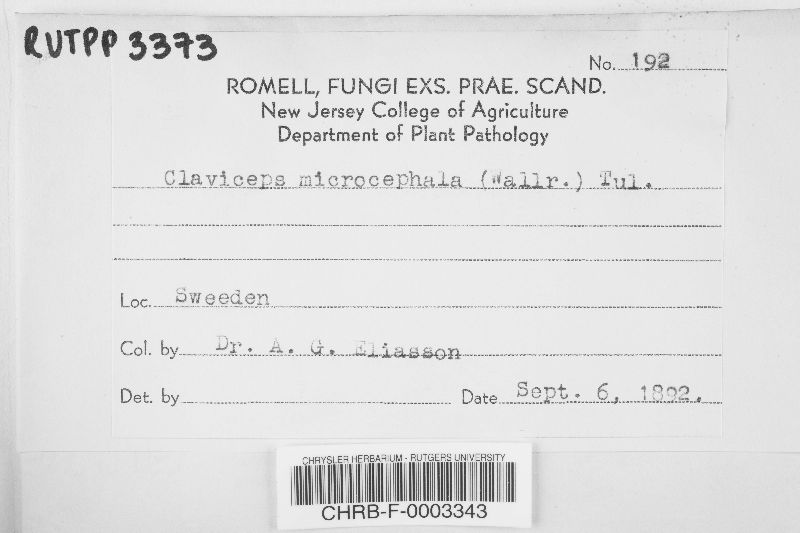 RUTPP 3373
No. 192
ROMELL, FUNGI EXS. PRAE. SCAND.
New Jersey College of Agriculture
Department of Plant Pathology
Claviceps microcephala (Wallr.) Tul.
Loc. Sweeden
Col. by Dr. A. G. Eliasson
Det. by Date Sept. 6, 1892.
CHRYSLER HERBARIUM - RUTGERS UNIVERSITY
CHRB-F-0003343